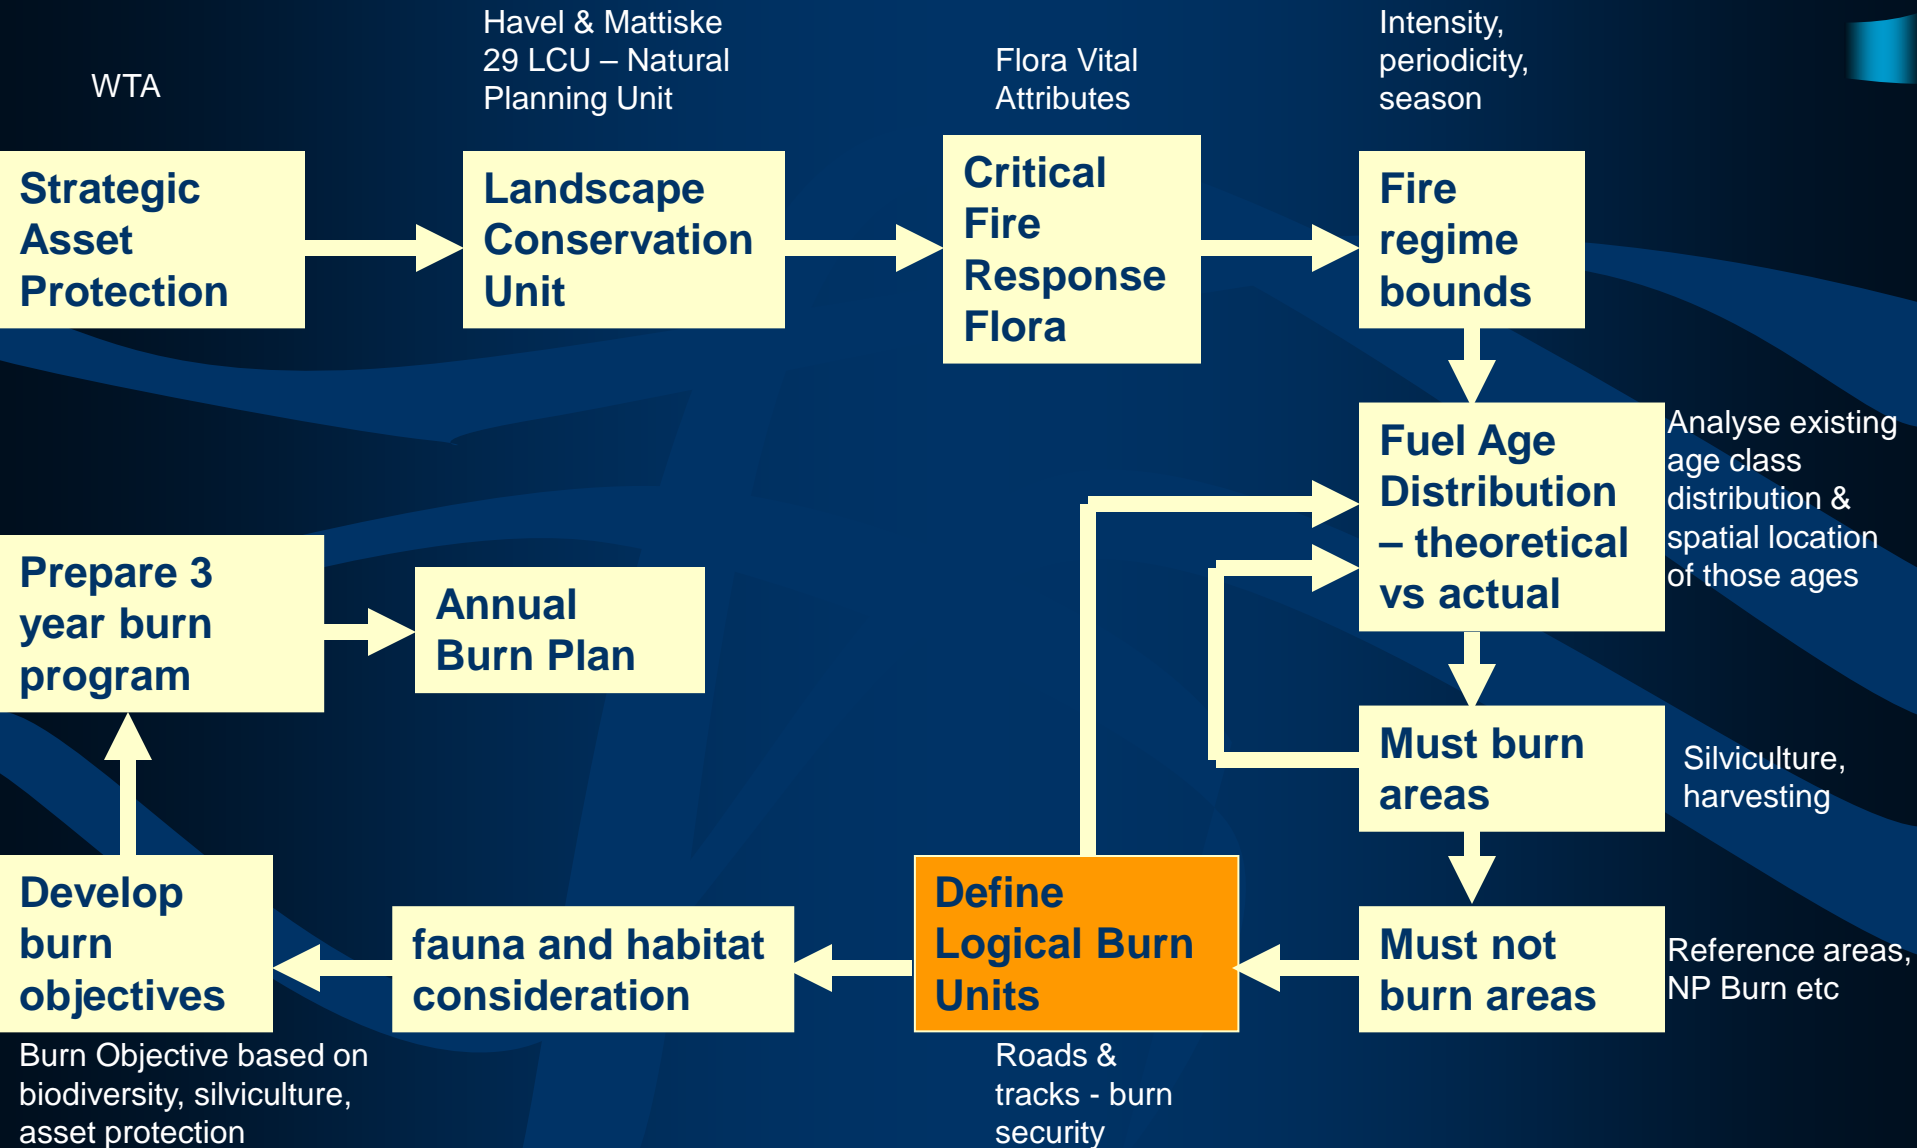 WTA
Havel & Mattiske
29 LCU – Natural
Planning Unit
Flora Vital
Attributes
Intensity,
periodicity,
season
Strategic
Asset
Protection
Landscape
Conservation
Unit
Critical
Fire
Response
Flora
Fire
regime
bounds
Fuel Age
Distribution
– theoretical
vs actual
Analyse existing
age class
distribution &
spatial location
of those ages
Prepare 3
year burn
program
Annual
Burn Plan
Must burn
areas
Silviculture,
harvesting
Develop
burn
objectives
fauna and habitat
consideration
Define
Logical Burn
Units
Must not
burn areas
Reference areas,
NP Burn etc
Burn Objective based on
biodiversity, silviculture,
asset protection
Roads &
tracks - burn
security